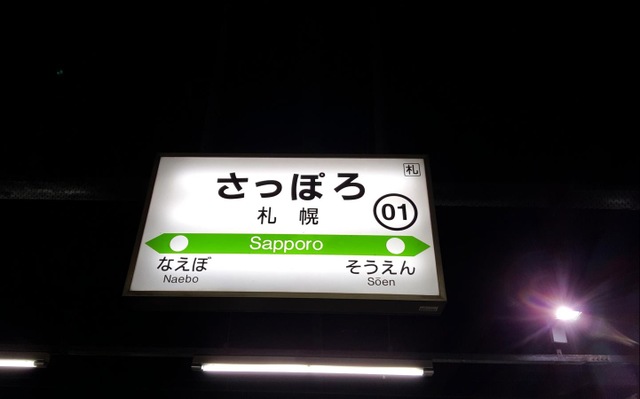 札
さっぽろ
札幌
01
Sapporo
なえぼ そうえん
Naebo Sōen